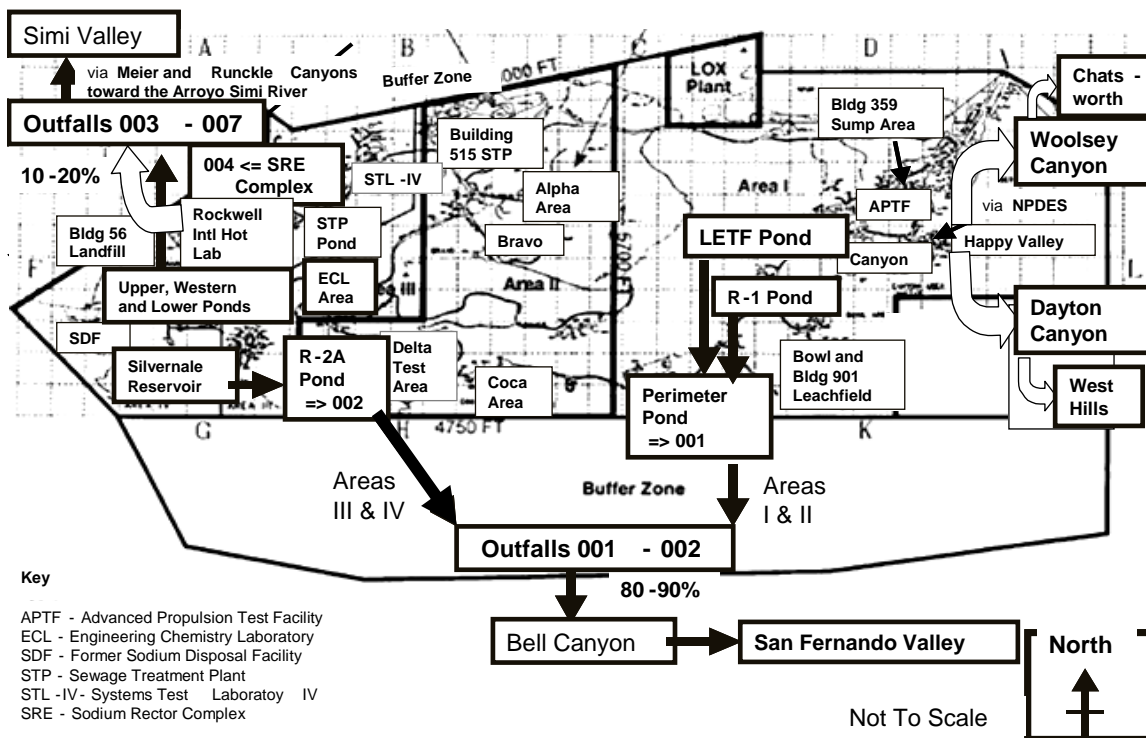 Simi Valley
A
B
C
D
via Meier and Runckle Canyons
toward the Arroyo Simi River
Buffer Zone
000 FT
LOX
Plant
Chats -
worth
Outfalls 003 - 007
10 -20%
004 <= SRE
Complex
Building
515 STP
STL -IV
Bldg 359
Sump Area
Woolsey
Canyon
Alpha
Area
Area I
APTF
via NPDES
Bldg 56
Landfill
Rockwell
Intl Hot
Lab
STP
Pond
Bravo
5700 FT
LETF Pond
Happy Valley
Canyon
F
L
Upper, Western
and Lower Ponds
ECL
Area
Area II
R -1 Pond
Dayton
Canyon
SDF
Silvernale
Reservoir
R -2A
Pond
=> 002
Delta
Test
Area
Coca
Area
Perimeter
Pond
=> 001
Bowl and
Bldg 901
Leachfield
West
Hills
G
H
4750 FT
K
Areas
III & IV
Buffer Zone
Areas
I & II
Outfalls 001 - 002
80 -90%
Bell Canyon
San Fernando Valley
North
Key
APTF - Advanced Propulsion Test Facility
ECL - Engineering Chemistry Laboratory
SDF - Former Sodium Disposal Facility
STP - Sewage Treatment Plant
STL -IV - Systems Test Laboratoy IV
SRE - Sodium Rector Complex
Not To Scale